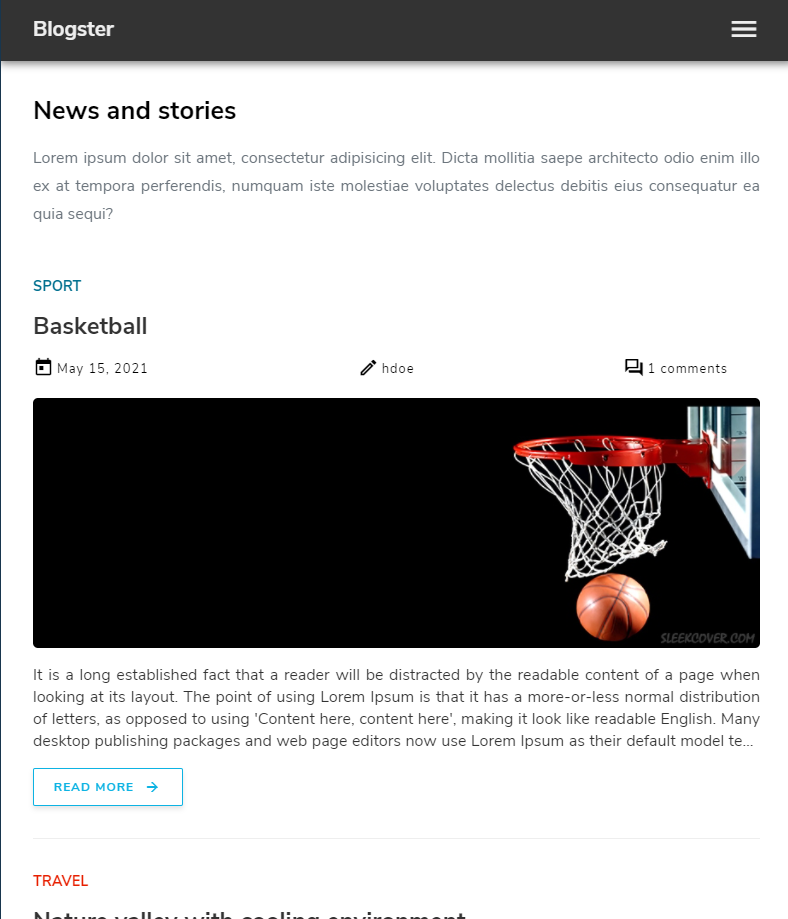 Blogster
News and stories
Lorem ipsum dolor sit amet, consectetur adipisicing elit. Dicta mollitia saepe architecto odio enim illo
ex at tempora perferendis, numquam iste molestiae voluptates delectus debitis eius consequatur ea
quia sequi?
SPORT
Basketball
May 15, 2021 hdoe 1 comments
SLEEKCOVER.COM
It is a long established fact that a reader will be distracted by the readable content of a page when
looking at its layout. The point of using Lorem Ipsum is that it has a more-or-less normal distribution
of letters, as opposed to using 'Content here, content here', making it look like readable English. Many
desktop publishing packages and web page editors now use Lorem Ipsum as their default model te...
READ MORE
TRAVEL
Nature valley with cooling environment